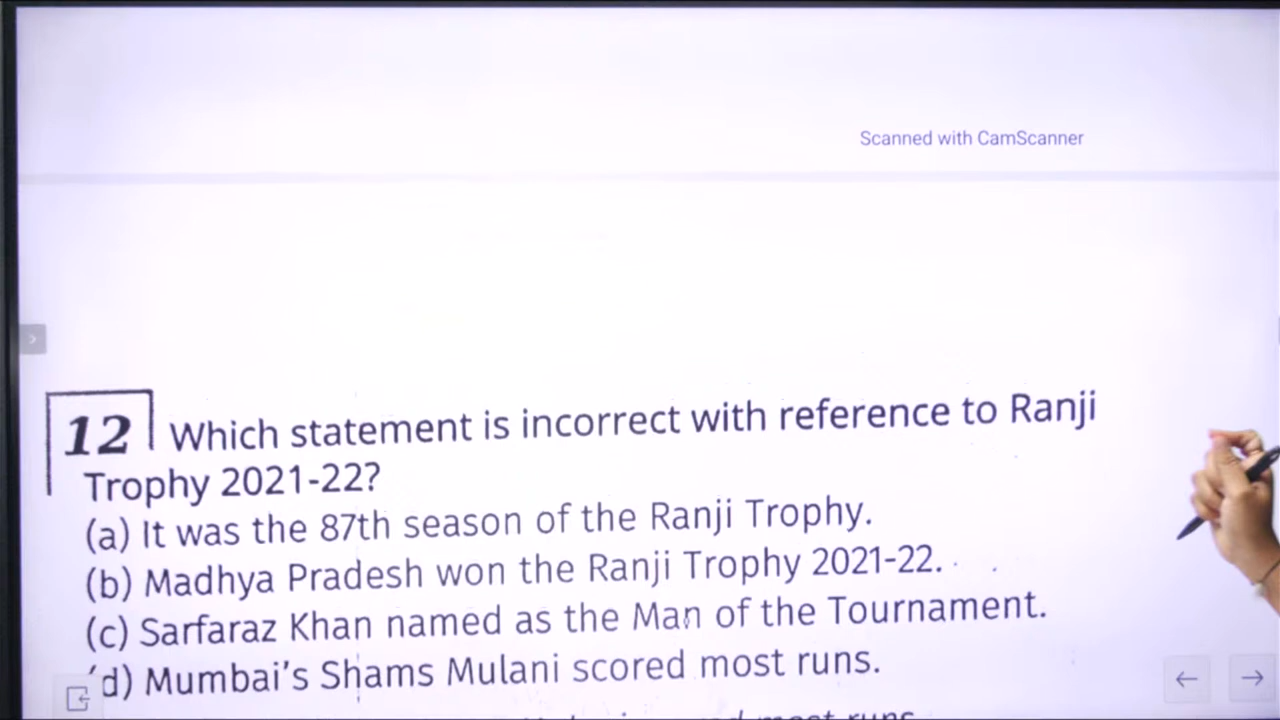 Scanned with CamScanner
12 Which statement is incorrect with reference to Ranji
Trophy 2021-22?
(a) It was the 87th season of the Ranji Trophy.
(b) Madhya Pradesh won the Ranji Trophy 2021-22.
(c) Sarfaraz Khan named as the Man of the Tournament.
(d) Mumbai's Shams Mulani scored most runs.
most runs